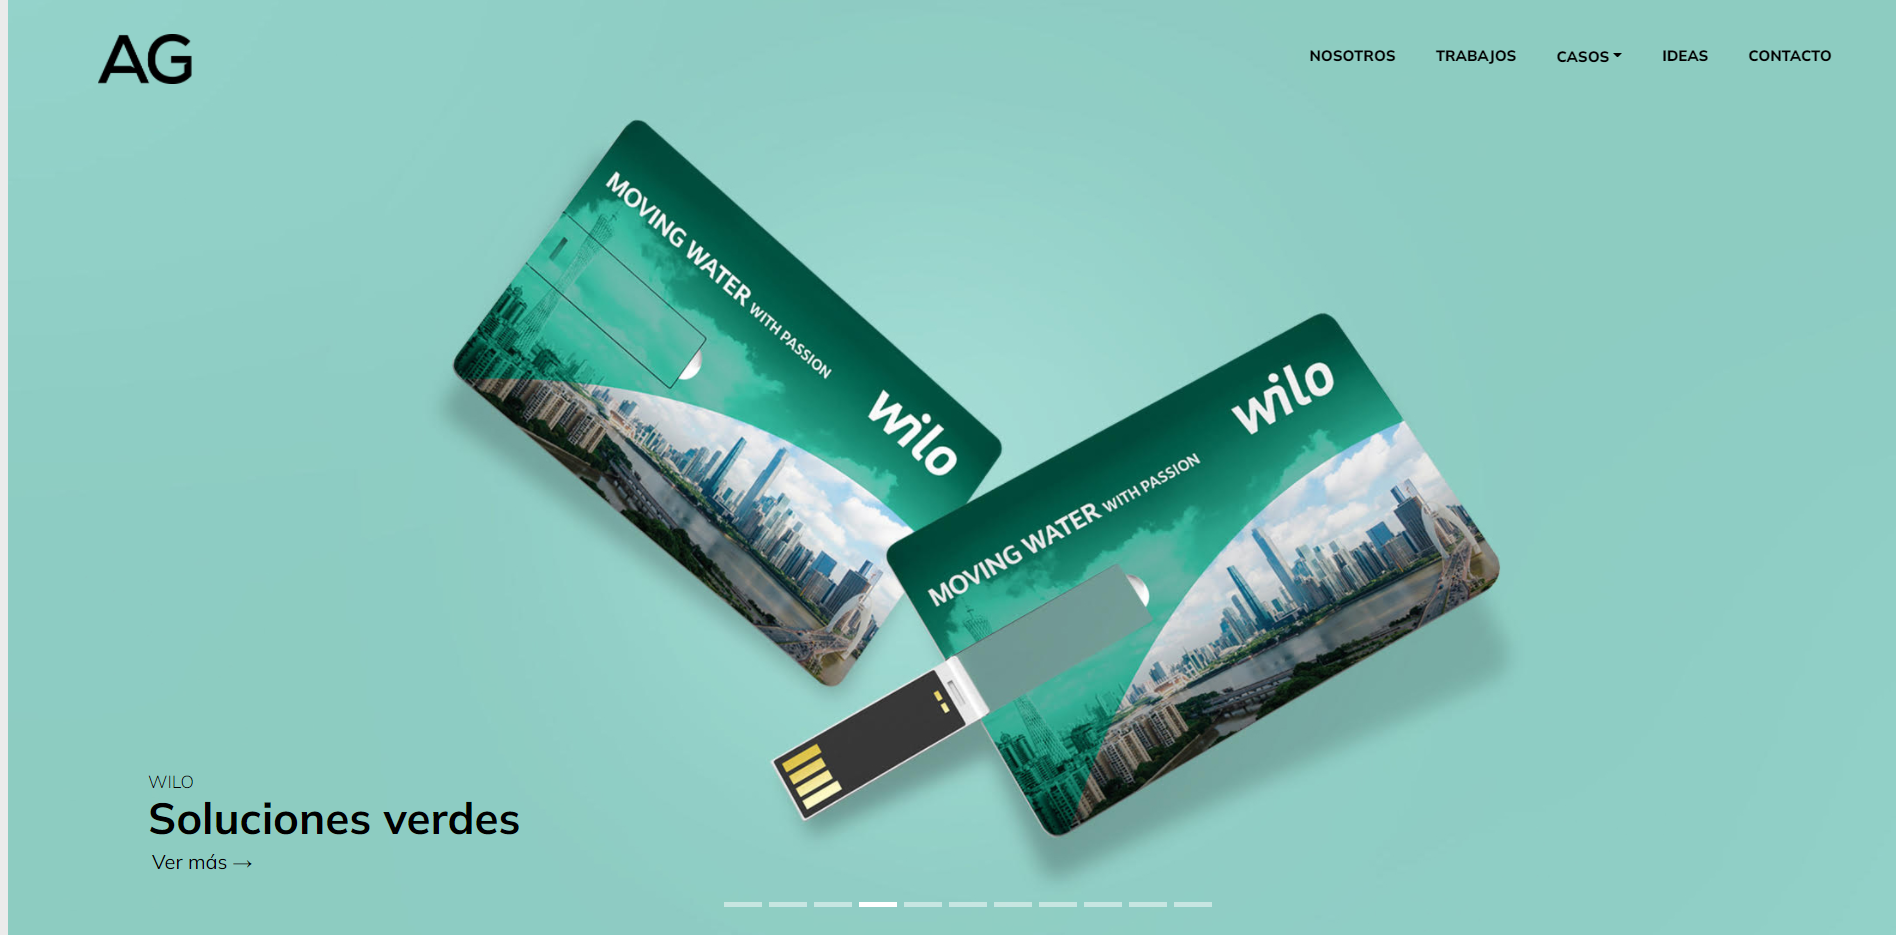 AG
NOSOTROS TRABAJOS CASOS IDEAS CONTACTO
MOVING WATER WITH PASSION
wilo
wilo
MOVING WATER WITH PASSION
WILO
Soluciones verdes
Ver más →